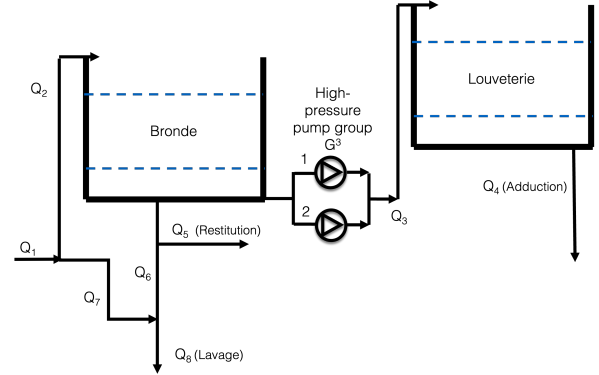 Q2
Bronde
High-
pressure
pump group
G3
1
2
Louveterie
Q3
Q4 (Adduction)
Q1
Q5 (Restitution)
Q6
Q7
Q8 (Lavage)